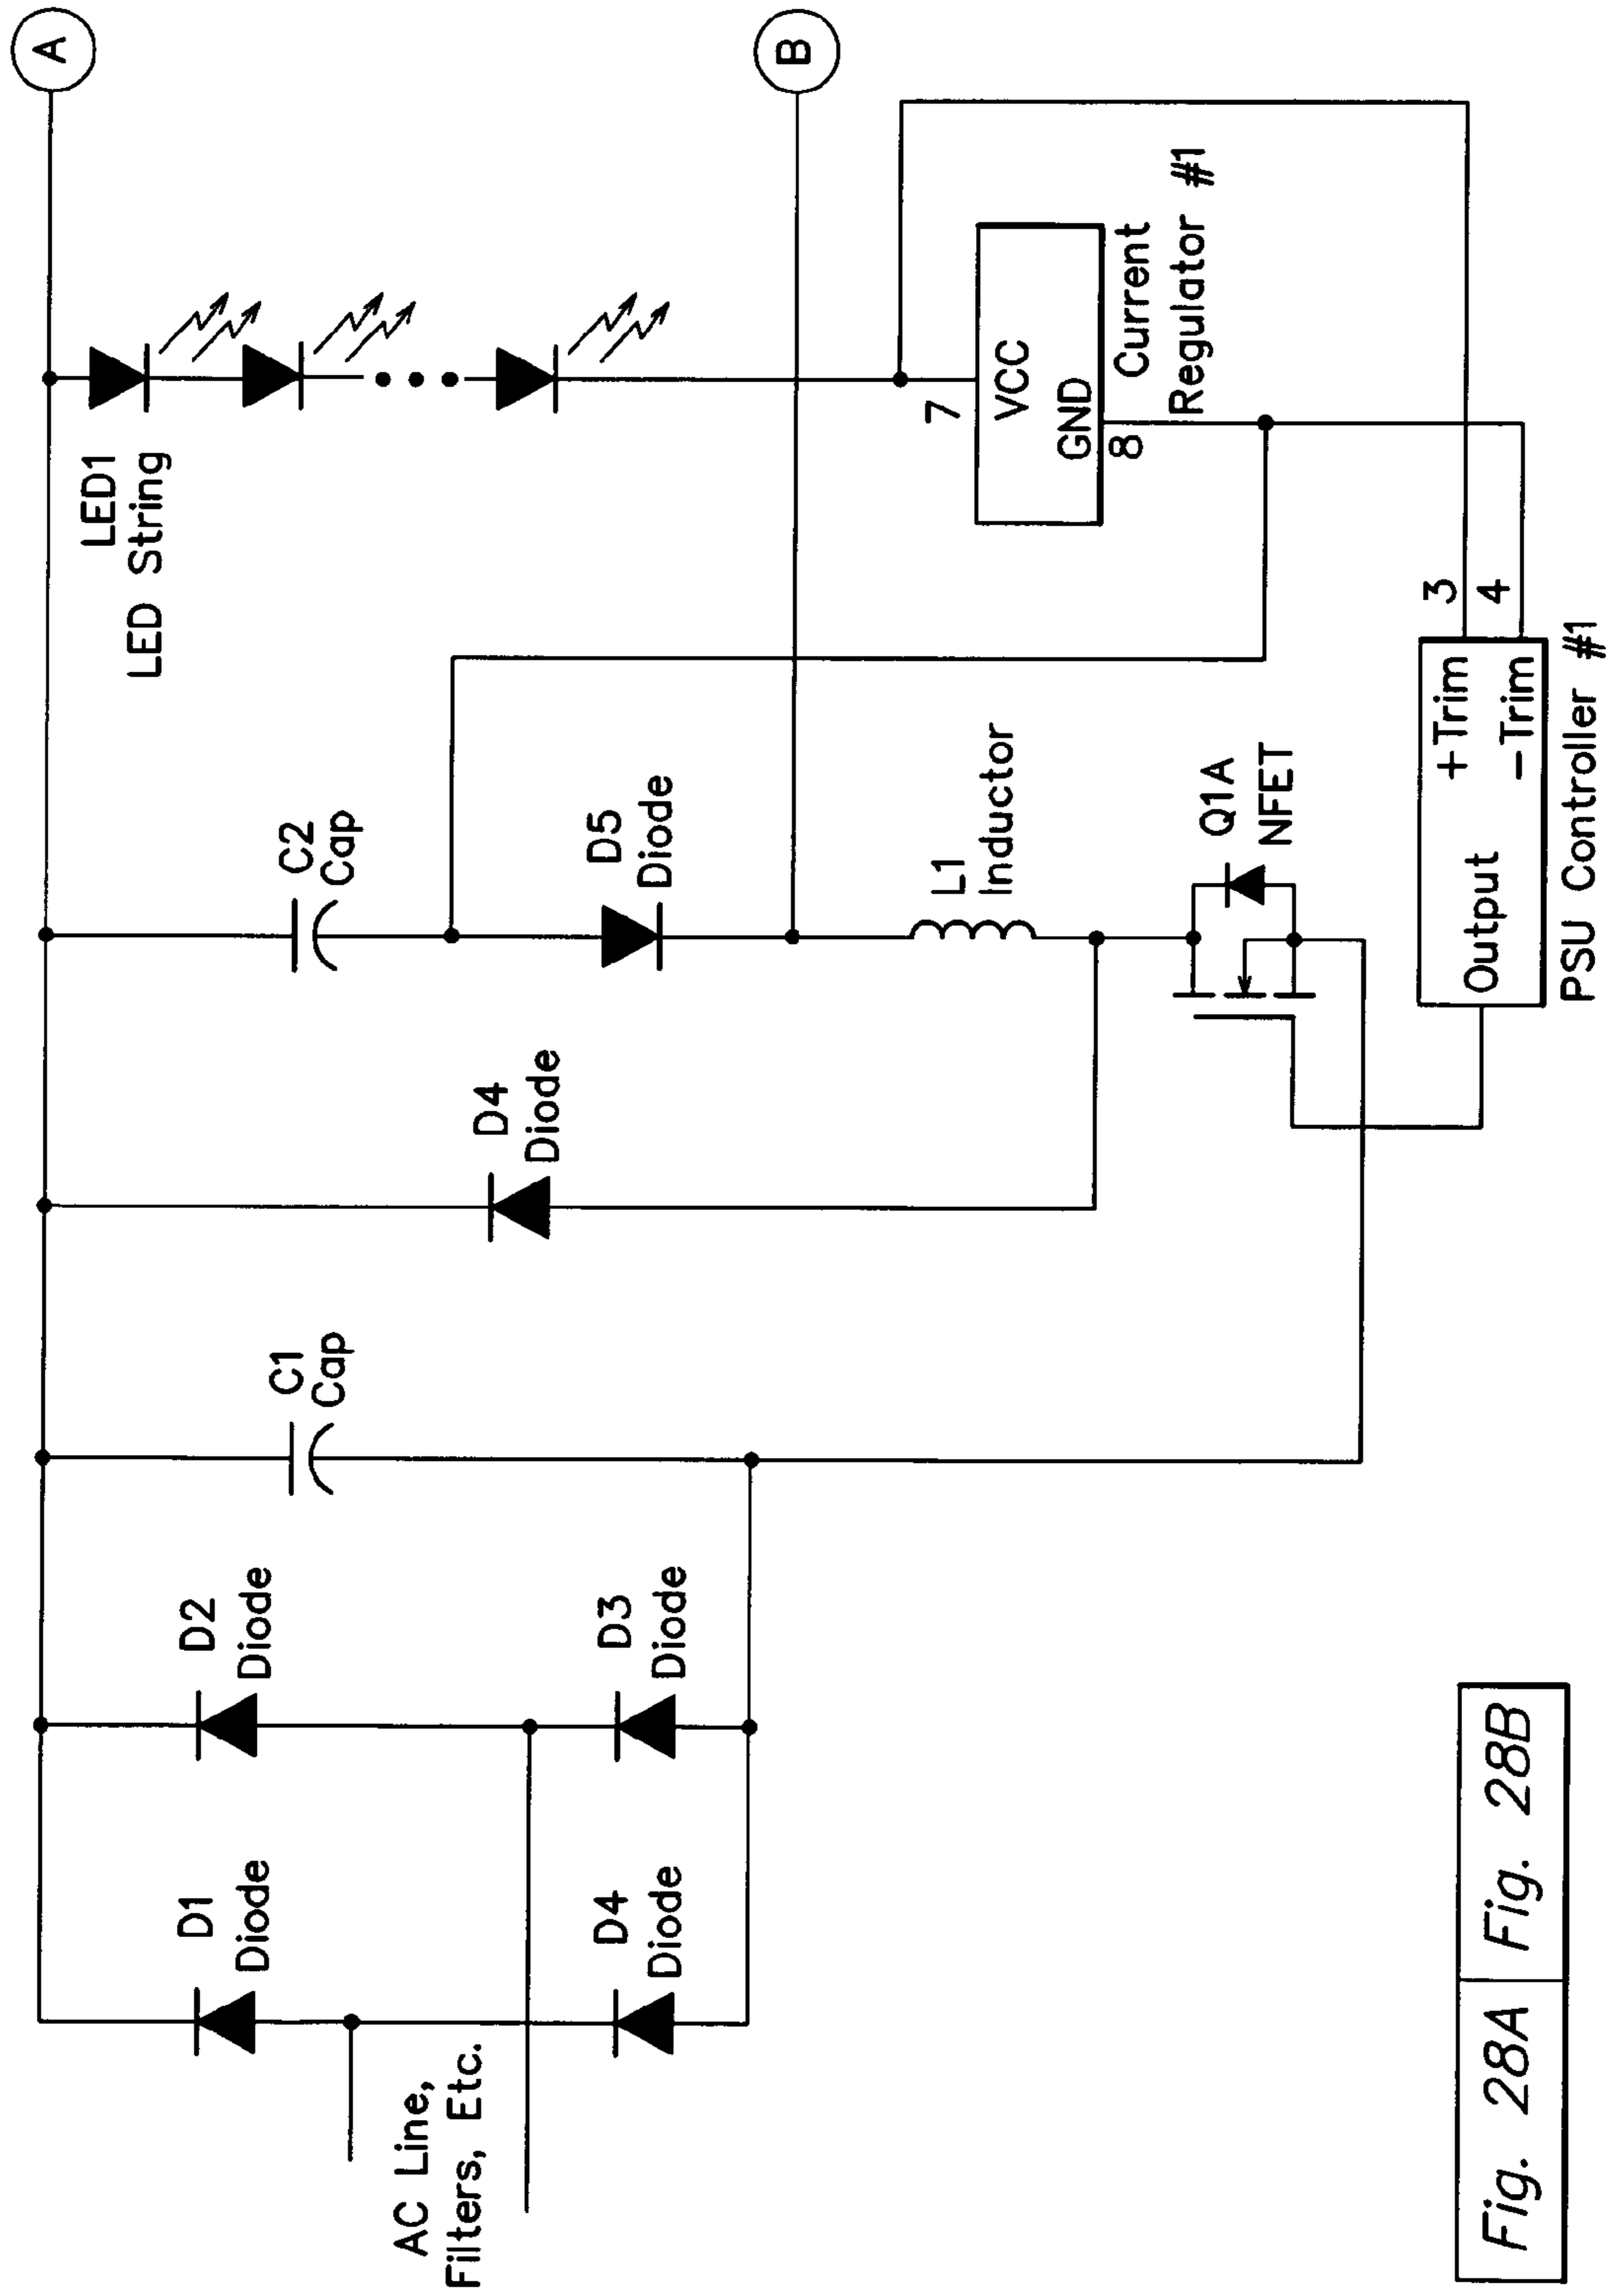 A
B
LED1
LED String
C2
Cap
D5
Diode
D4
Diode
C1
Cap
D2
Diode
D1
Diode
D3
Diode
D4
Diode
AC Line,
Filters, Etc.
L1
Inductor
Q1A
NFET
7
VCC
GND
8
Current
Regulator #1
3
4
+Trim
−Trim
Output
PSU Controller #1
Fig. 28A
Fig. 28B